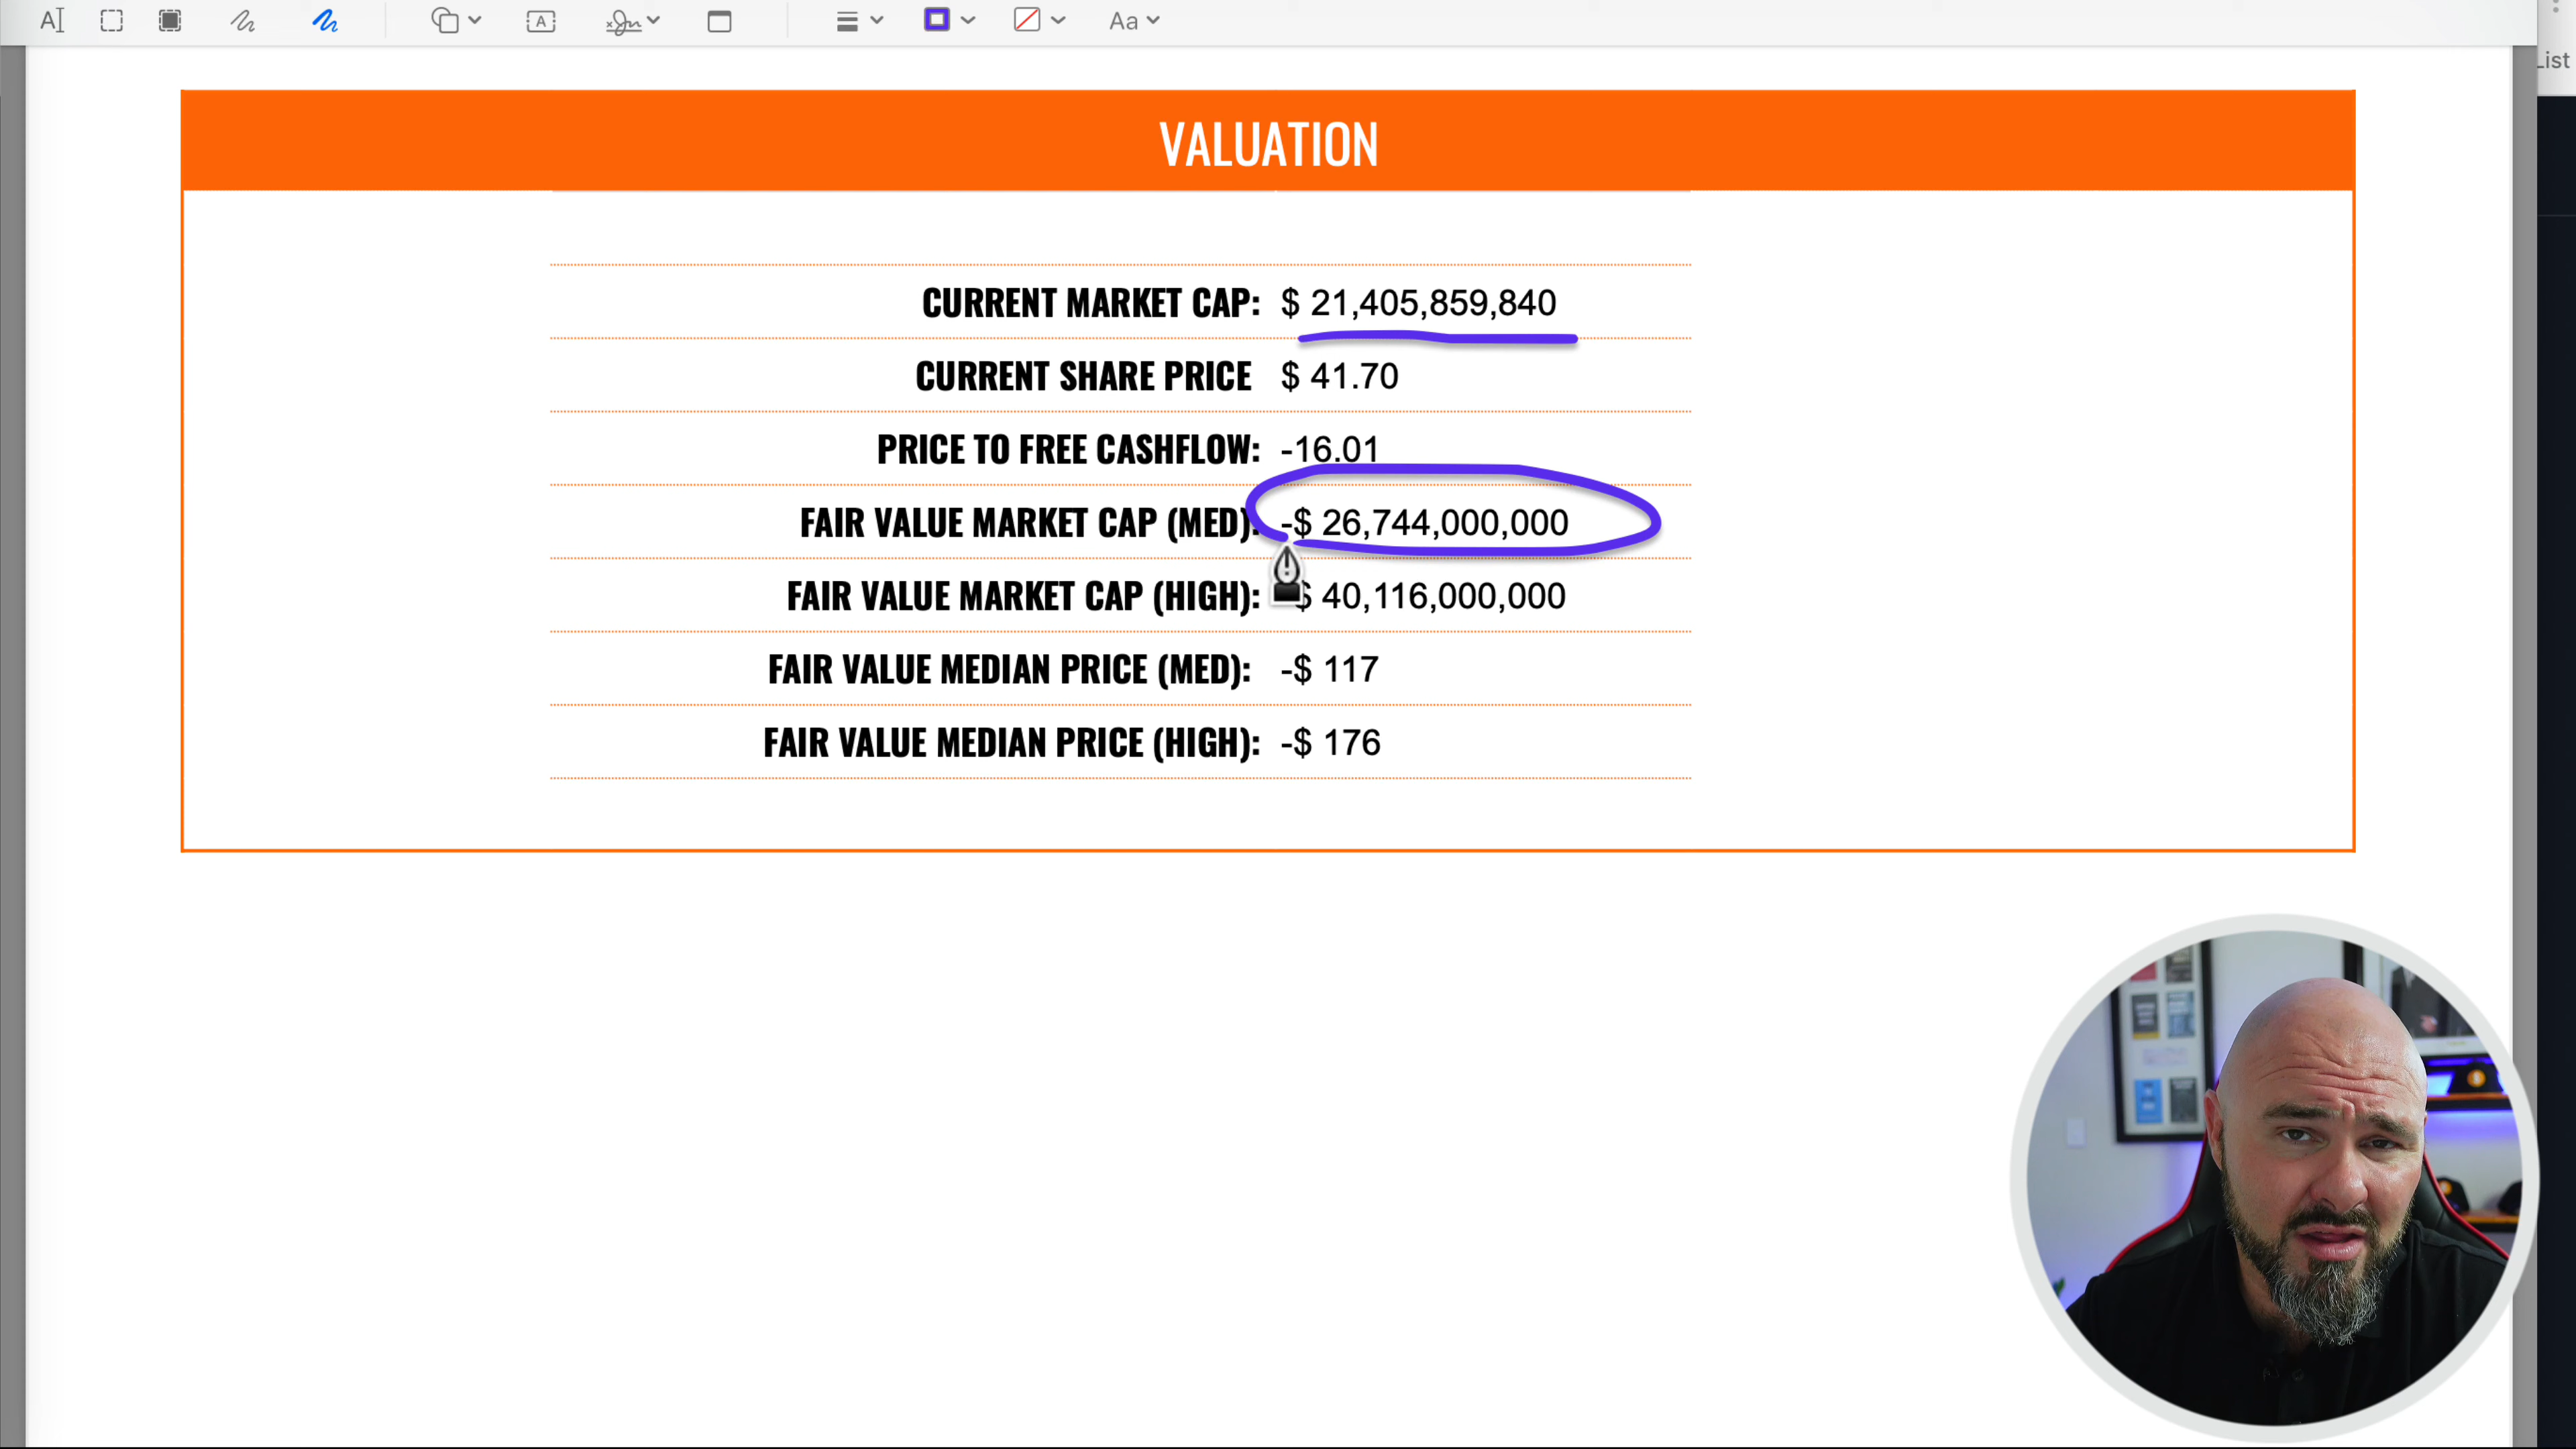 List
Aa
VALUATION
CURRENT MARKET CAP: $ 21,405,859,840
CURRENT SHARE PRICE $ 41.70
PRICE TO FREE CASHFLOW: -16.01
FAIR VALUE MARKET CAP (MED): -$ 26,744,000,000
FAIR VALUE MARKET CAP (HIGH): $ 40,116,000,000
FAIR VALUE MEDIAN PRICE (MED): -$ 117
FAIR VALUE MEDIAN PRICE (HIGH): -$ 176